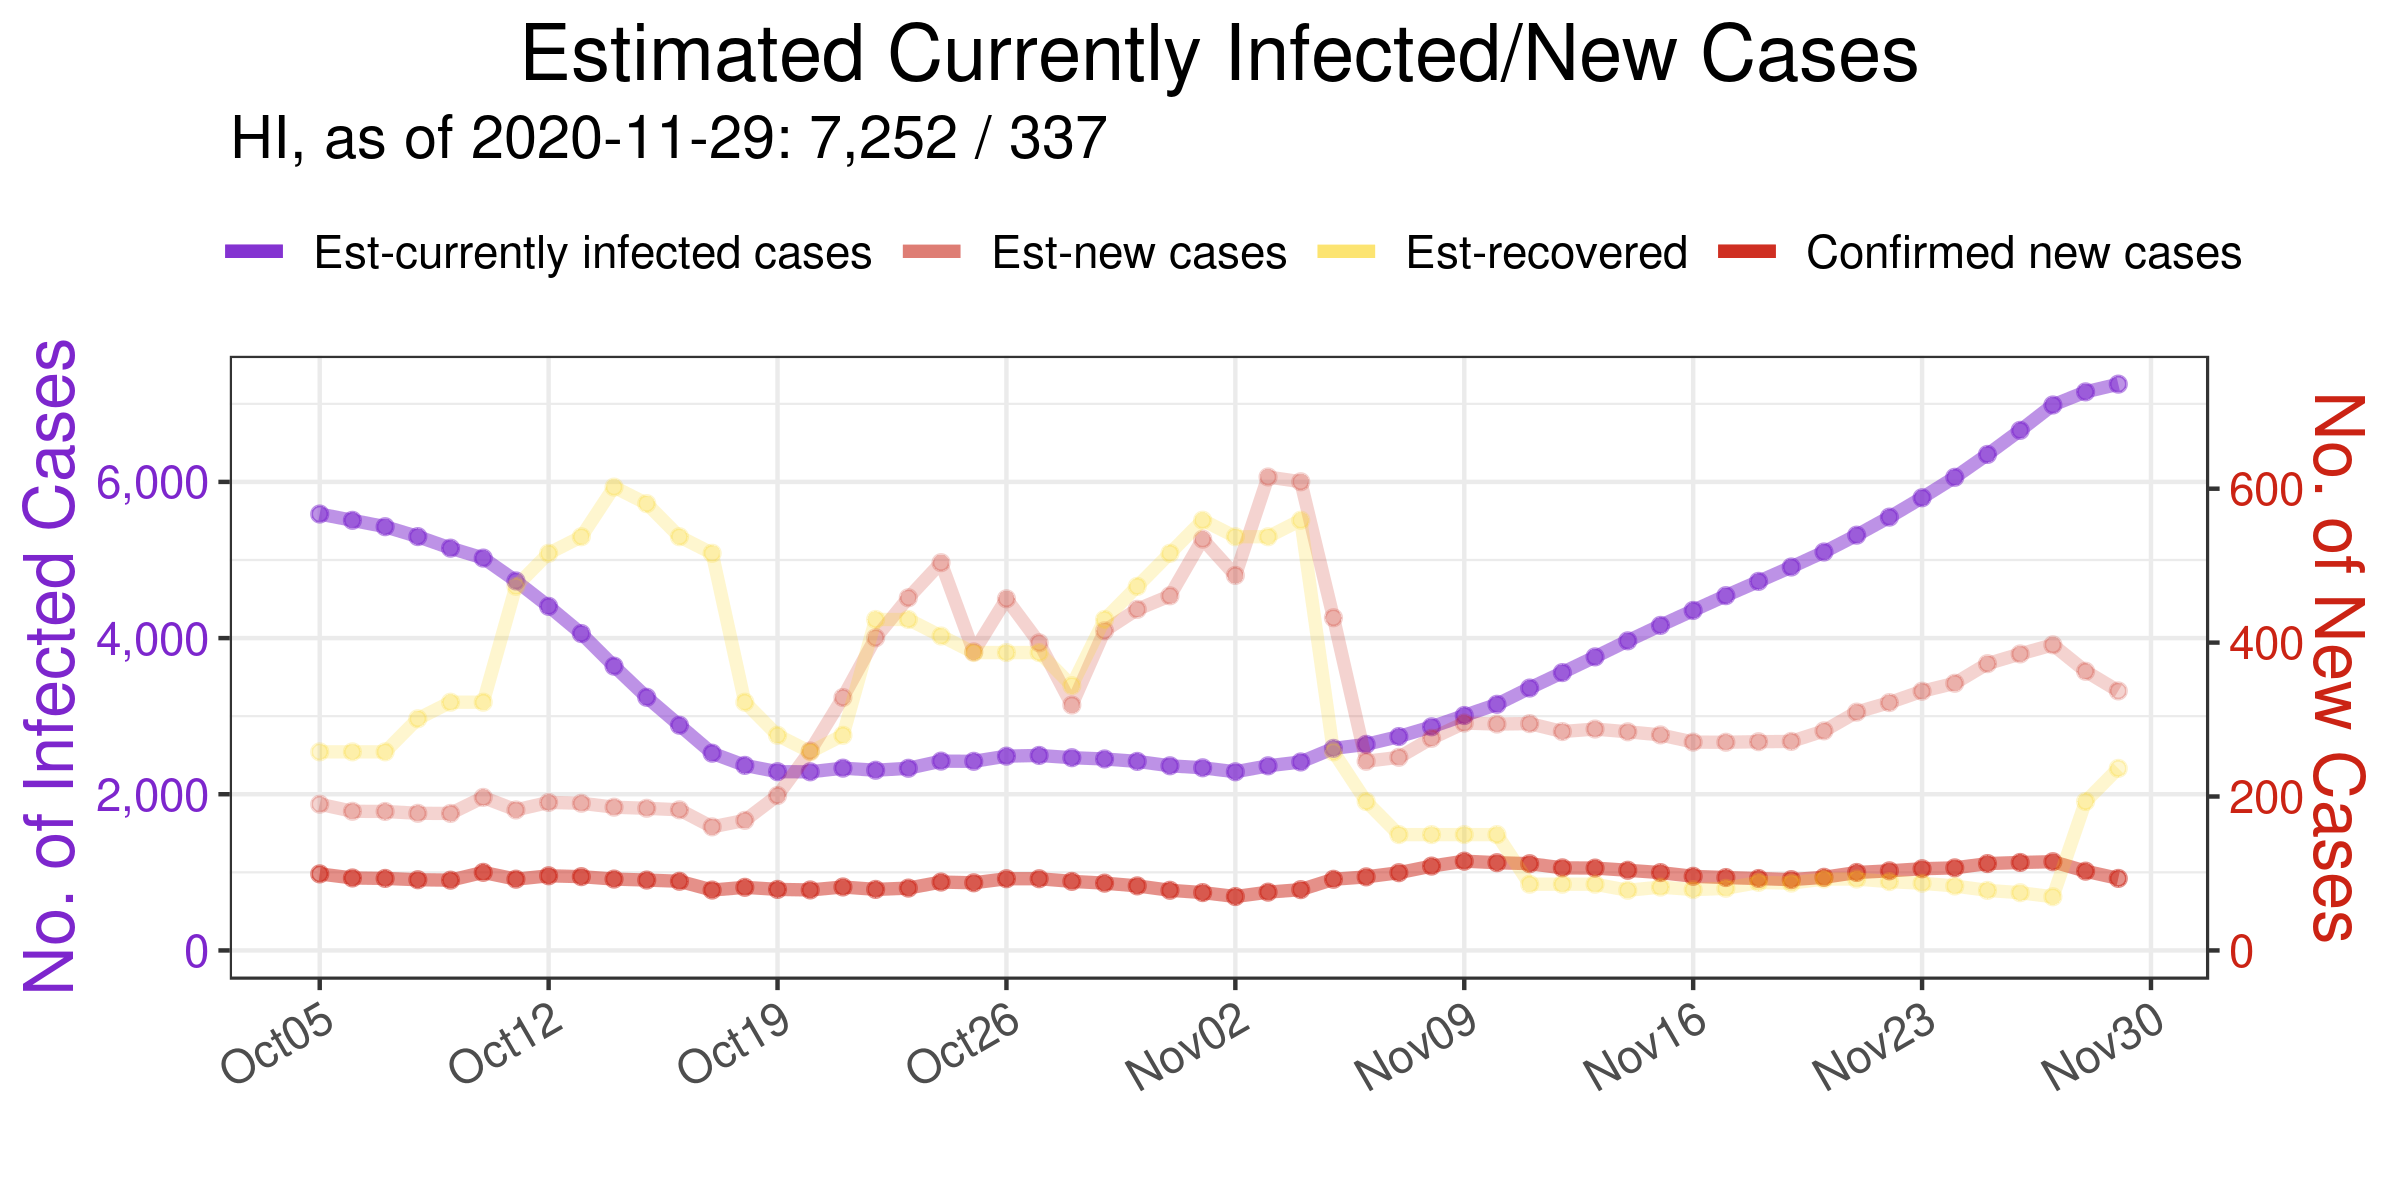 Estimated Currently Infected/New Cases
HI, as of 2020-11-29: 7,252 / 337
Est-currently infected cases Est-new cases Est-recovered Confirmed new cases
No. of Infected Cases
6,000
4,000
2,000
0
600
400
200
0
No. of New Cases
Oct05 Oct12 Oct19 Oct26 Nov02 Nov09 Nov16 Nov23 Nov30